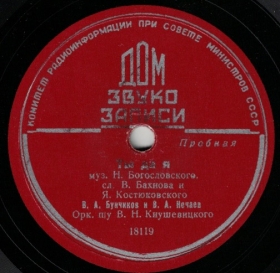 КОМИТЕТ РАДИОИНФОРМАЦИИ ПРИ СОВЕТЕ МИНИСТРОВ СССР
ДОМ
ЗВУКО
ЗАПИСИ
Пробная
Ты да я
муз. Н. Богословского,
сл. В. Бахнова и
Я. Костюковского
В. А. Бунчиков и В. А. Нечаев
Орк. п/у В. Н. Кнушевицкого
18119